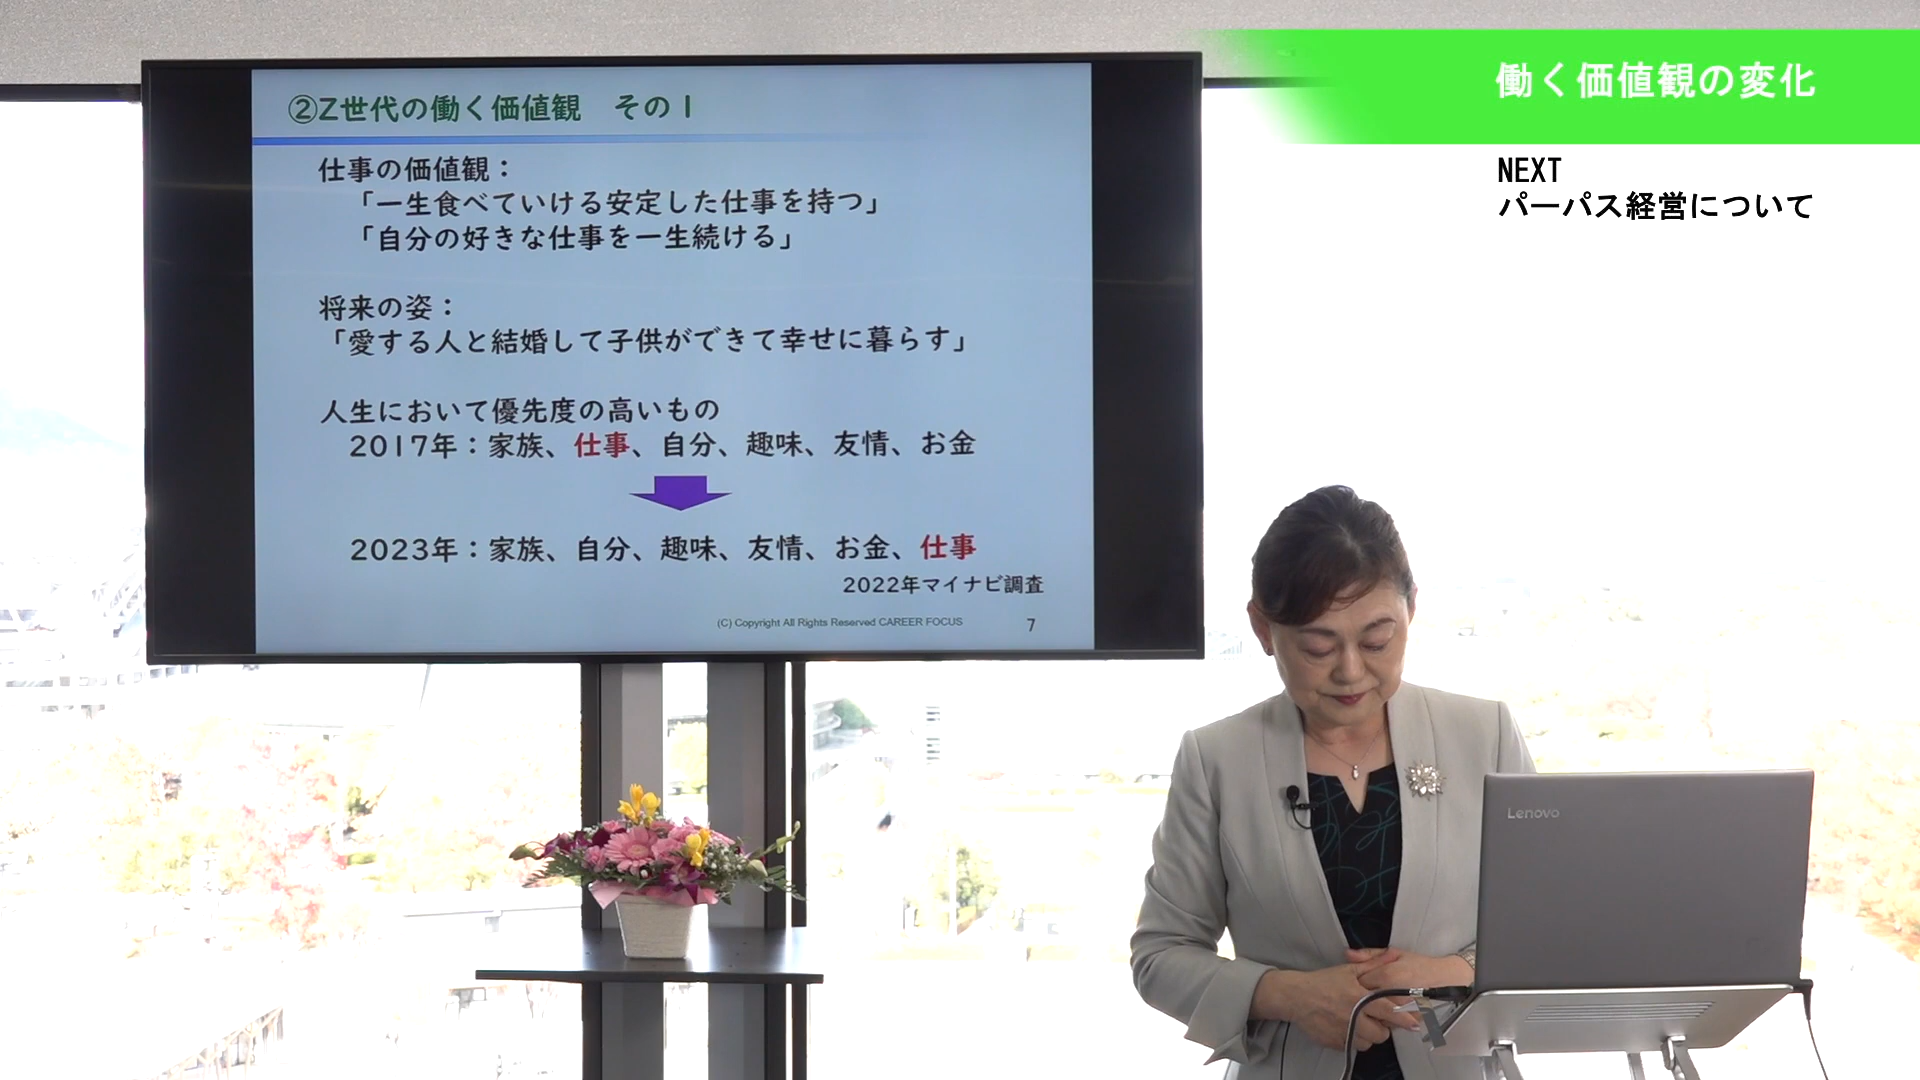 ②Z世代の働く価値観　その1
仕事の価値観：
「一生食べていける安定した仕事を持つ」
「自分の好きな仕事を一生続ける」
将来の姿：
「愛する人と結婚して子供ができて幸せに暮らす」
人生において優先度の高いもの
2017年：家族、仕事、自分、趣味、友情、お金
2023年：家族、自分、趣味、友情、お金、仕事
2022年マイナビ調査
(C) Copyright All Rights Reserved CAREER FOCUS
7
働く価値観の変化
NEXT
パーパス経営について
Lenovo